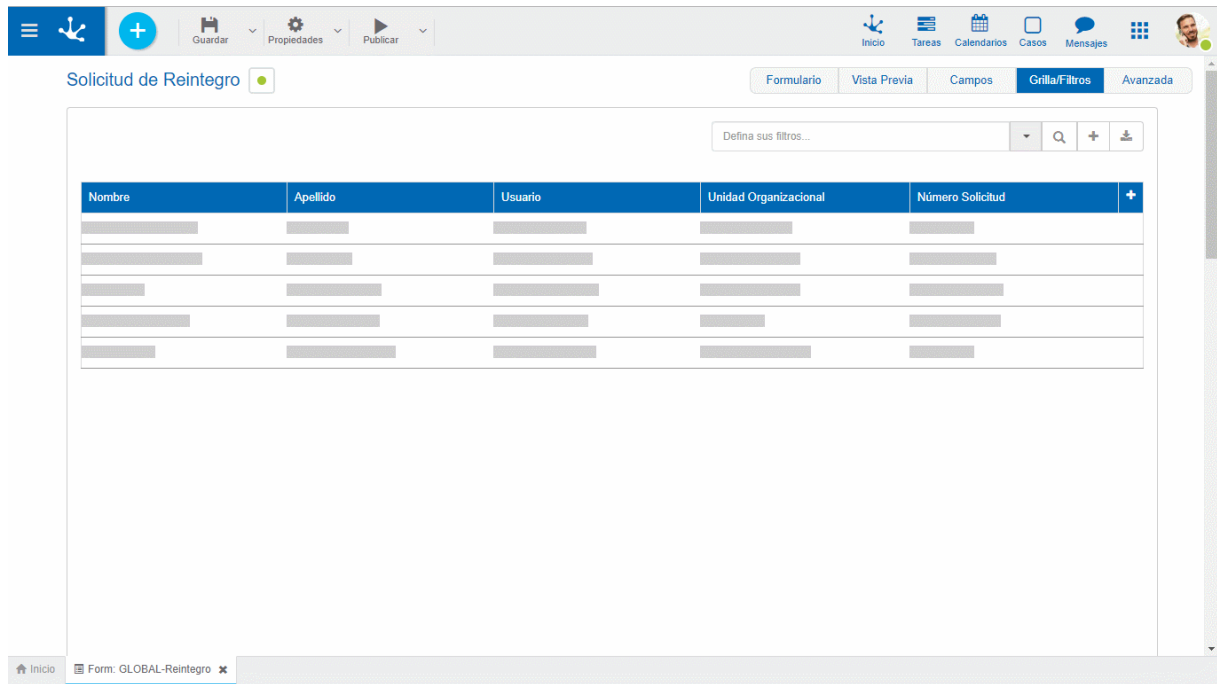 Guardar
Propiedades
Publicar
Inicio
Tareas
Calendarios
Casos
Mensajes
Solicitud de Reintegro
Formulario
Vista Previa
Campos
Grilla/Filtros
Avanzada
Defina sus filtros...
Nombre
Apellido
Usuario
Unidad Organizacional
Número Solicitud
Inicio
Form: GLOBAL-Reintegro